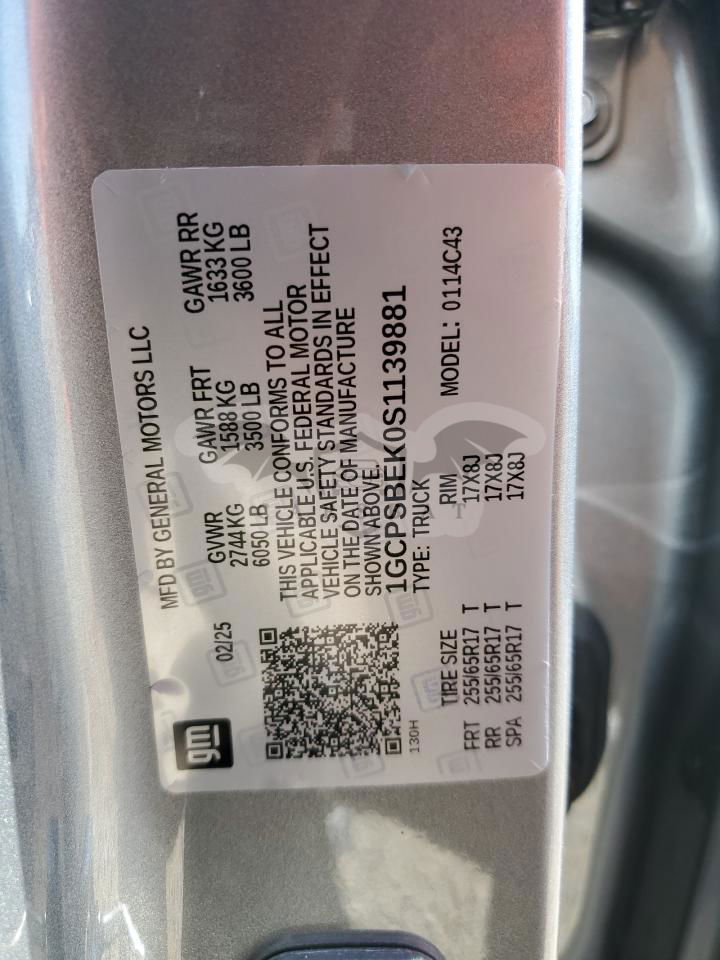 MFD BY GENERAL MOTORS LLC
gm
02/25
GVWR GAWR FRT GAWR RR
2744 KG 1588 KG 1633 KG
6050 LB 3500 LB 3600 LB
THIS VEHICLE CONFORMS TO ALL
APPLICABLE U.S. FEDERAL MOTOR
VEHICLE SAFETY STANDARDS IN EFFECT
ON THE DATE OF MANUFACTURE
SHOWN ABOVE.
1GCPSBEK0S1139881
130H
TYPE: TRUCK MODEL: 0114C43
TIRE SIZE RIM
FRT 255/65R17 T 17X8J
RR 255/65R17 T 17X8J
SPA 255/65R17 T 17X8J